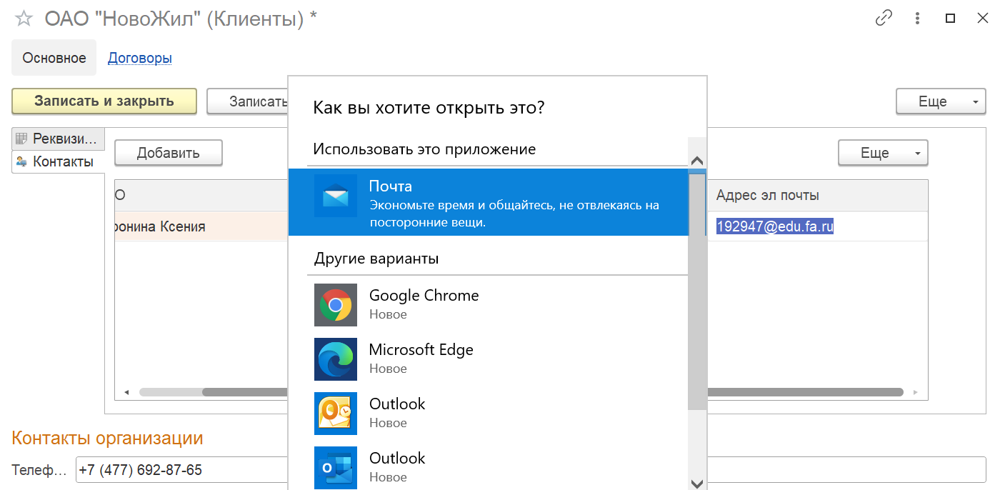 ОАО "НовоЖил" (Клиенты) *
Основное Договоры
Записать и закрыть Записать Еще
Реквизи...
Контакты
Добавить Еще
О Адрес эл почты
ронина Ксения 192947@edu.fa.ru
Как вы хотите открыть это?
Использовать это приложение
Почта
Экономьте время и общайтесь, не отвлекаясь на
посторонние вещи.
Другие варианты
Google Chrome
Новое
Microsoft Edge
Новое
Outlook
Новое
Outlook
Новое
Контакты организации
Телеф... +7 (477) 692-87-65